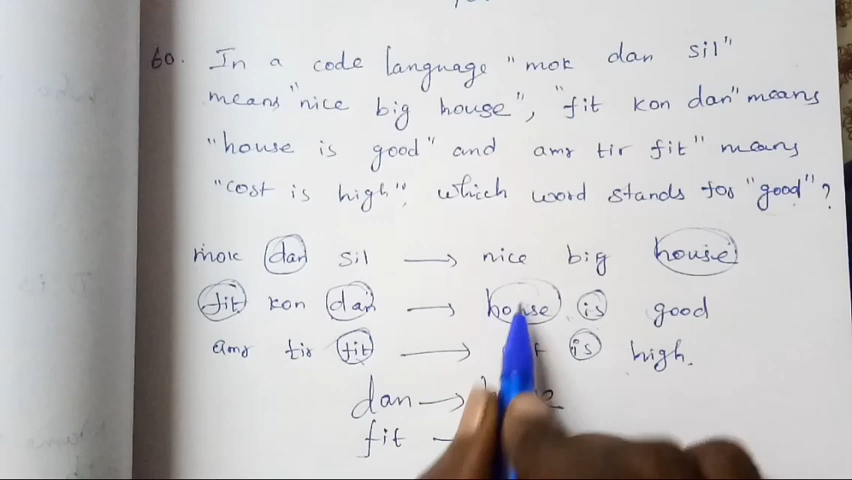 60. In a code language "mok dan sil"
means "nice big house", "fit kon dan" means
"house is good" and amr tir fit" means
"cost is high". which word stands for "good"?
mok dan sil → nice big house
fit kon dan → house is good
amr tir fit → is high.
dan →
fit →